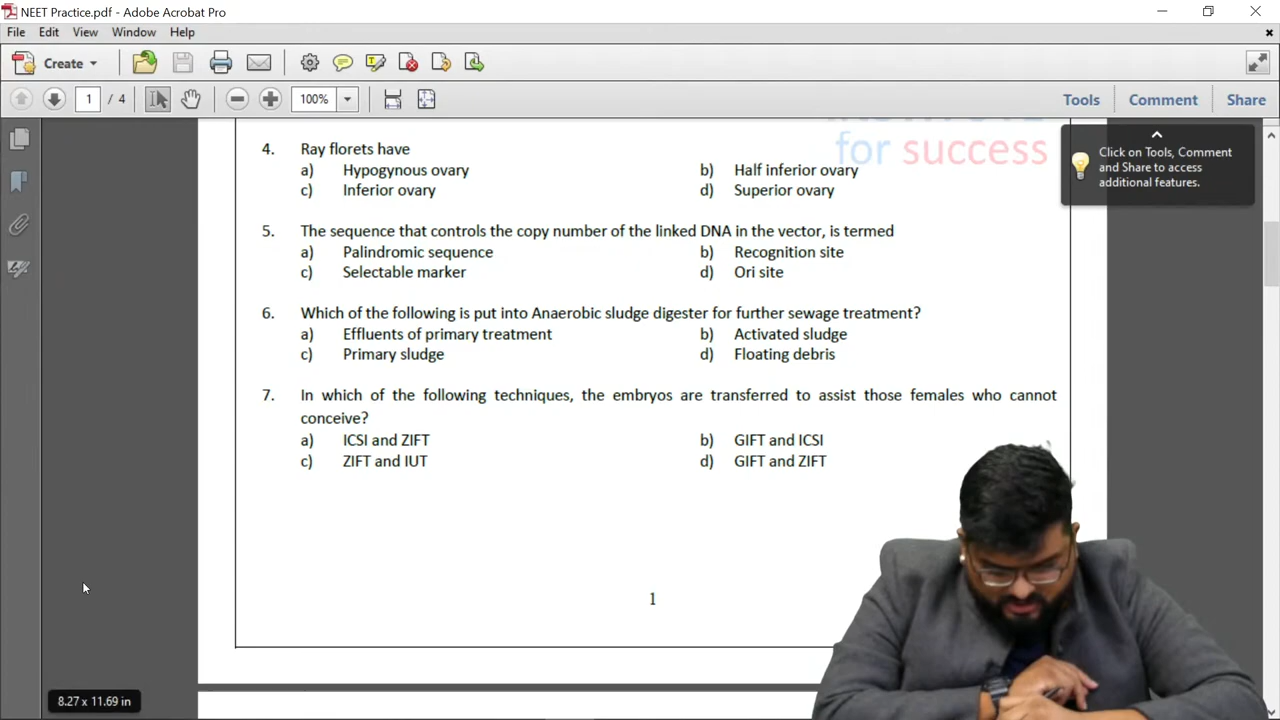 NEET Practice.pdf - Adobe Acrobat Pro
File Edit View Window Help
Create
1 / 4 100% Tools Comment Share
for success
Click on Tools, Comment
and Share to access
additional features.
4. Ray florets have
a) Hypogynous ovary b) Half inferior ovary
c) Inferior ovary d) Superior ovary
5. The sequence that controls the copy number of the linked DNA in the vector, is termed
a) Palindromic sequence b) Recognition site
c) Selectable marker d) Ori site
6. Which of the following is put into Anaerobic sludge digester for further sewage treatment?
a) Effluents of primary treatment b) Activated sludge
c) Primary sludge d) Floating debris
7. In which of the following techniques, the embryos are transferred to assist those females who cannot
conceive?
a) ICSI and ZIFT b) GIFT and ICSI
c) ZIFT and IUT d) GIFT and ZIFT
1
8.27 x 11.69 in